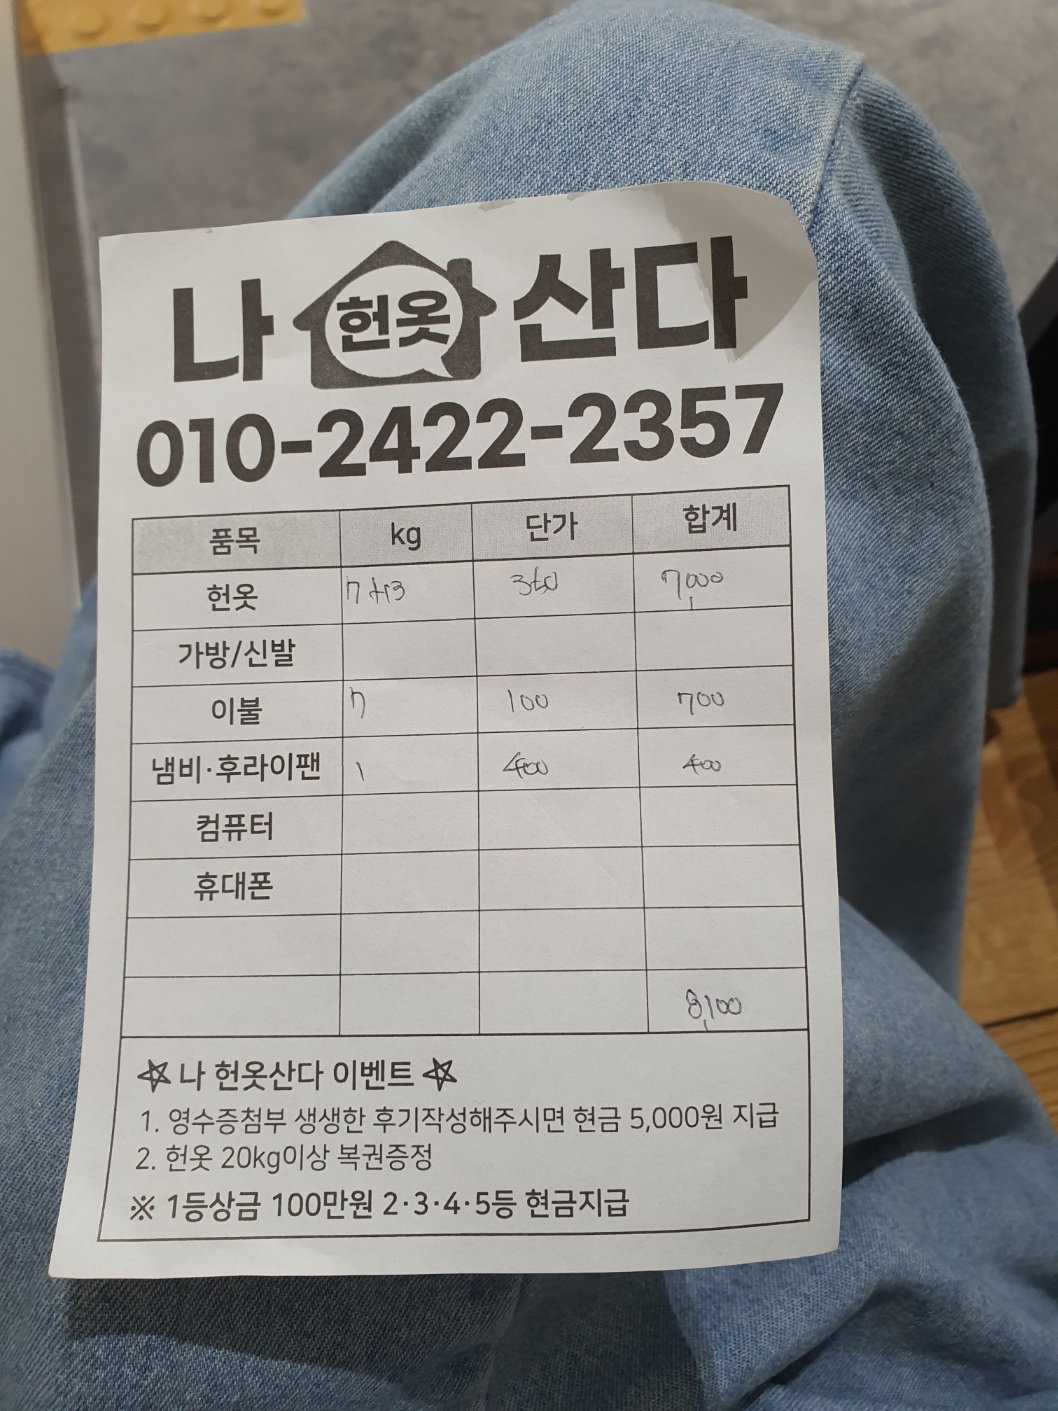 나 헌옷 산다
010-2422-2357
품목 kg 단가 합계
헌옷 7+13 350 7,000
가방/신발
이불 7 100 700
냄비·후라이팬 1 400 400
컴퓨터
휴대폰
8,100
☆나 헌옷산다 이벤트☆
1. 영수증첨부 생생한 후기작성해주시면 현금 5,000원 지급
2. 헌옷 20kg이상 복권증정
※ 1등상금 100만원 2·3·4·5등 현금지급